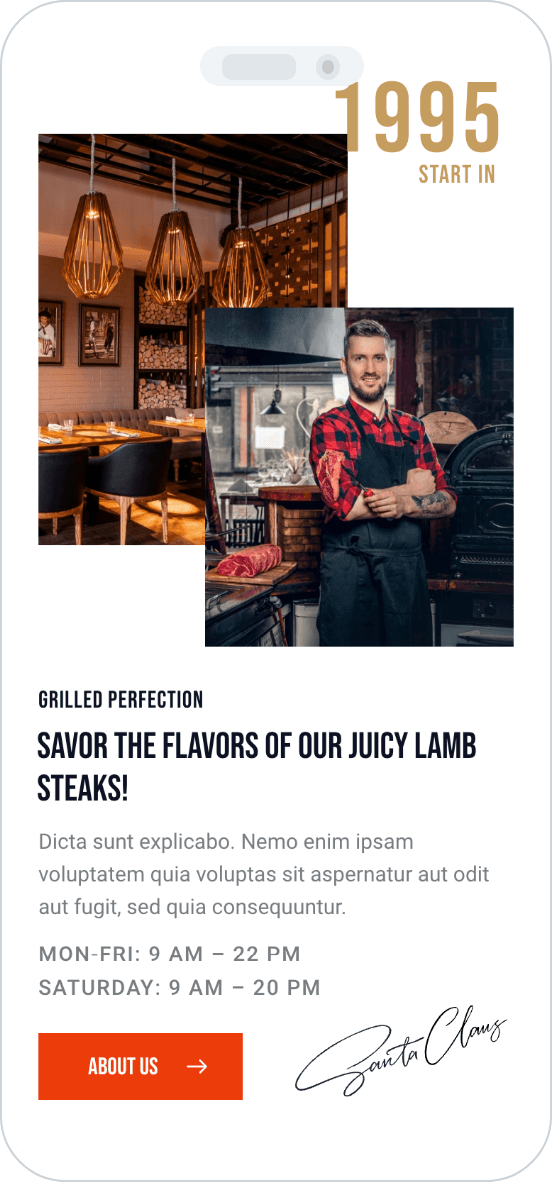 1995
START IN
GRILLED PERFECTION
SAVOR THE FLAVORS OF OUR JUICY LAMB
STEAKS!
Dicta sunt explicabo. Nemo enim ipsam
voluptatem quia voluptas sit aspernatur aut odit
aut fugit, sed quia consequuntur.
MON-FRI: 9 AM – 22 PM
SATURDAY: 9 AM – 20 PM
ABOUT US
Santa Claus